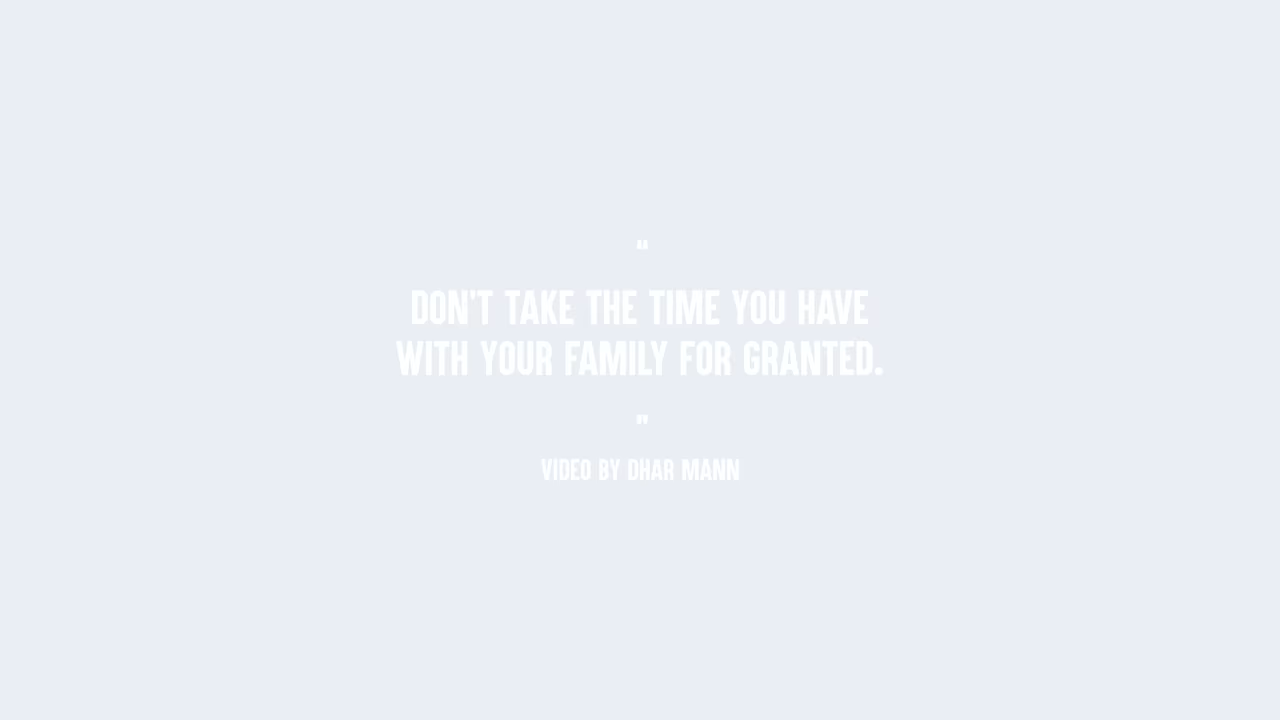 “
DON'T TAKE THE TIME YOU HAVE
WITH YOUR FAMILY FOR GRANTED.
”
VIDEO BY DHAR MANN